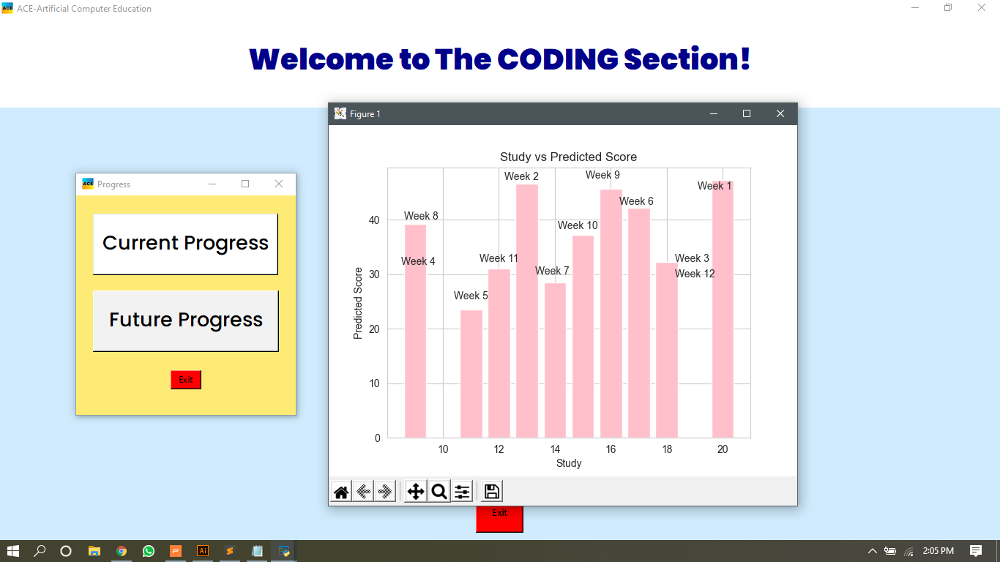 ACE-Artificial Computer Education
Welcome to The CODING Section!
ACE Progress
Current Progress
Future Progress
Exit
Figure 1
Study vs Predicted Score
Week 2
Week 9
Week 1
Week 6
Week 8
Week 10
Week 4
Week 11
Week 3
Week 7
Week 12
Week 5
Predicted Score
40
30
20
10
0
10 12 14 16 18 20
Study
Exit
Ai
2:05 PM